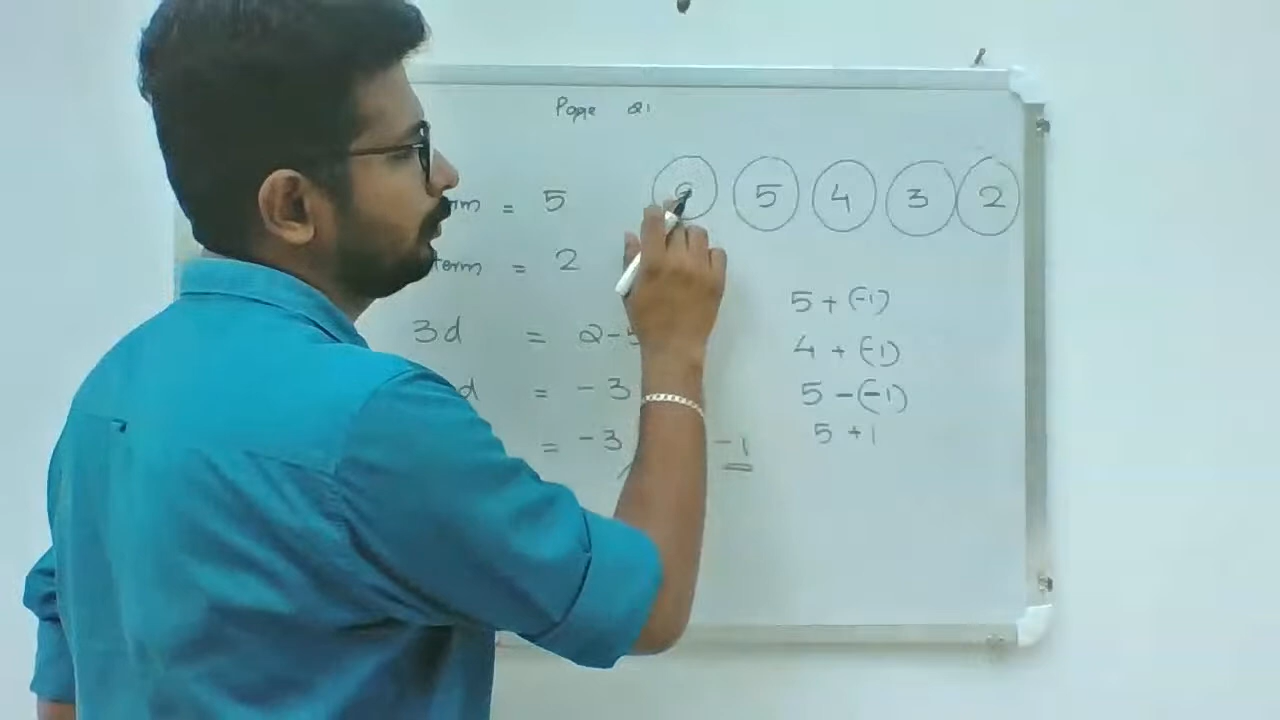 Page 21
rm = 5
term = 2
3d = 2-5
d = -3
= -3 -1
5 4 3 2
5 + (-1)
4 + (-1)
5 - (-1)
5 + 1